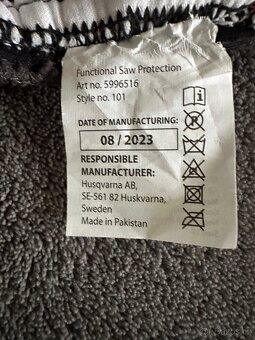 Functional Saw Protection
Art no. 5996516
Style no. 101
DATE OF MANUFACTURING:
08 / 2023
RESPONSIBLE
MANUFACTURER:
Husqvarna AB,
SE-561 82 Huskvarna,
Sweden
Made in Pakistan